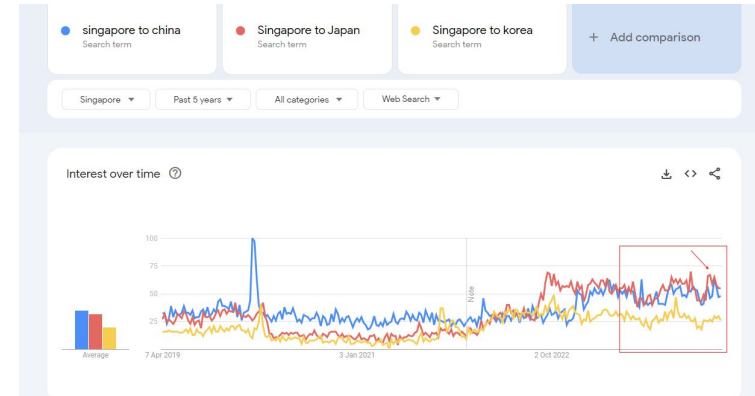 singapore to china
Search term
Singapore to Japan
Search term
Singapore to korea
Search term
+ Add comparison
Singapore
Past 5 years
All categories
Web Search
Interest over time
100
75
50
25
Note
Average
7 Apr 2019
3 Jan 2021
2 Oct 2022